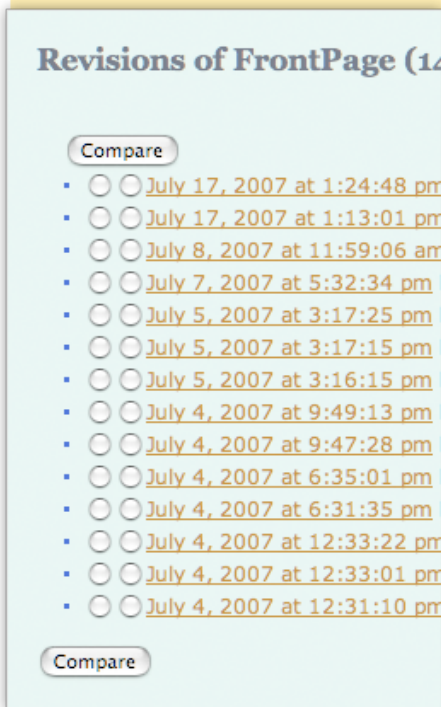 Revisions of FrontPage (14
Compare
July 17, 2007 at 1:24:48 pm
July 17, 2007 at 1:13:01 pm
July 8, 2007 at 11:59:06 am
July 7, 2007 at 5:32:34 pm
July 5, 2007 at 3:17:25 pm
July 5, 2007 at 3:17:15 pm
July 5, 2007 at 3:16:15 pm
July 4, 2007 at 9:49:13 pm
July 4, 2007 at 9:47:28 pm
July 4, 2007 at 6:35:01 pm
July 4, 2007 at 6:31:35 pm
July 4, 2007 at 12:33:22 pm
July 4, 2007 at 12:33:01 pm
July 4, 2007 at 12:31:10 pm
Compare